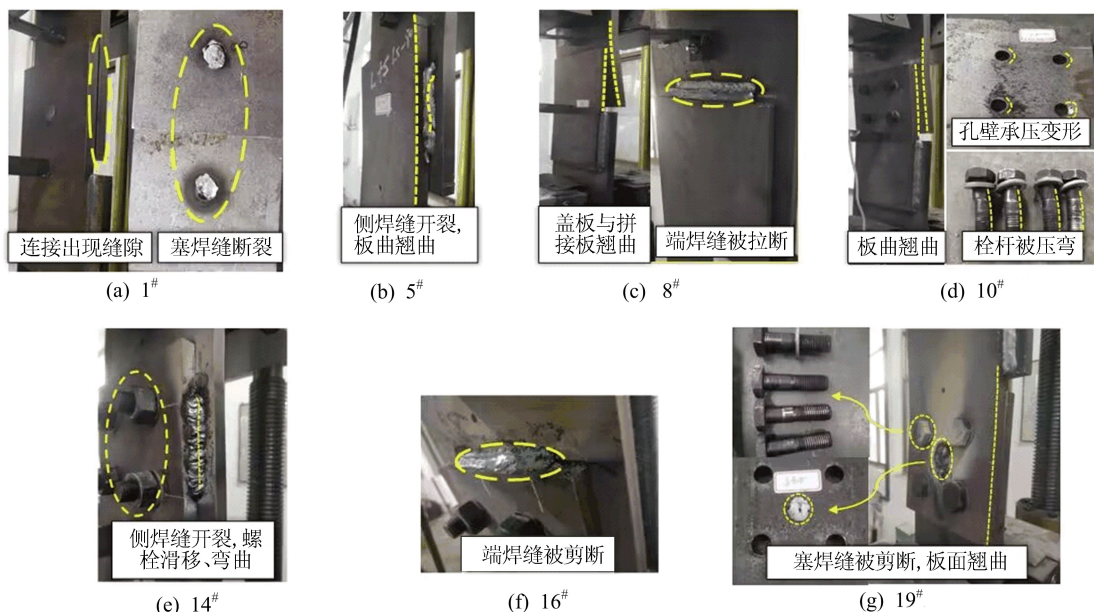 连接出现缝隙
塞焊缝断裂
(a) 1#
侧焊缝开裂,
板曲翘曲
(b) 5#
盖板与拼
接板翘曲
端焊缝被拉断
(c) 8#
板曲翘曲
孔壁承压变形
栓杆被压弯
(d) 10#
侧焊缝开裂, 螺
栓滑移、弯曲
(e) 14#
端焊缝被剪断
(f) 16#
塞焊缝被剪断, 板面翘曲
(g) 19#